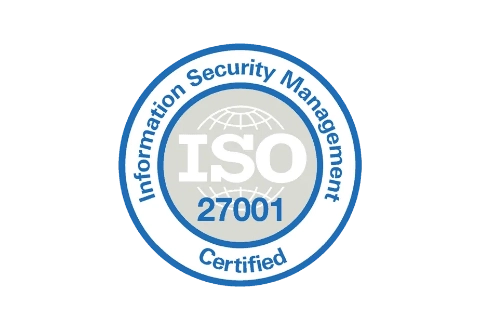 Information Security Management
ISO
27001
Certified